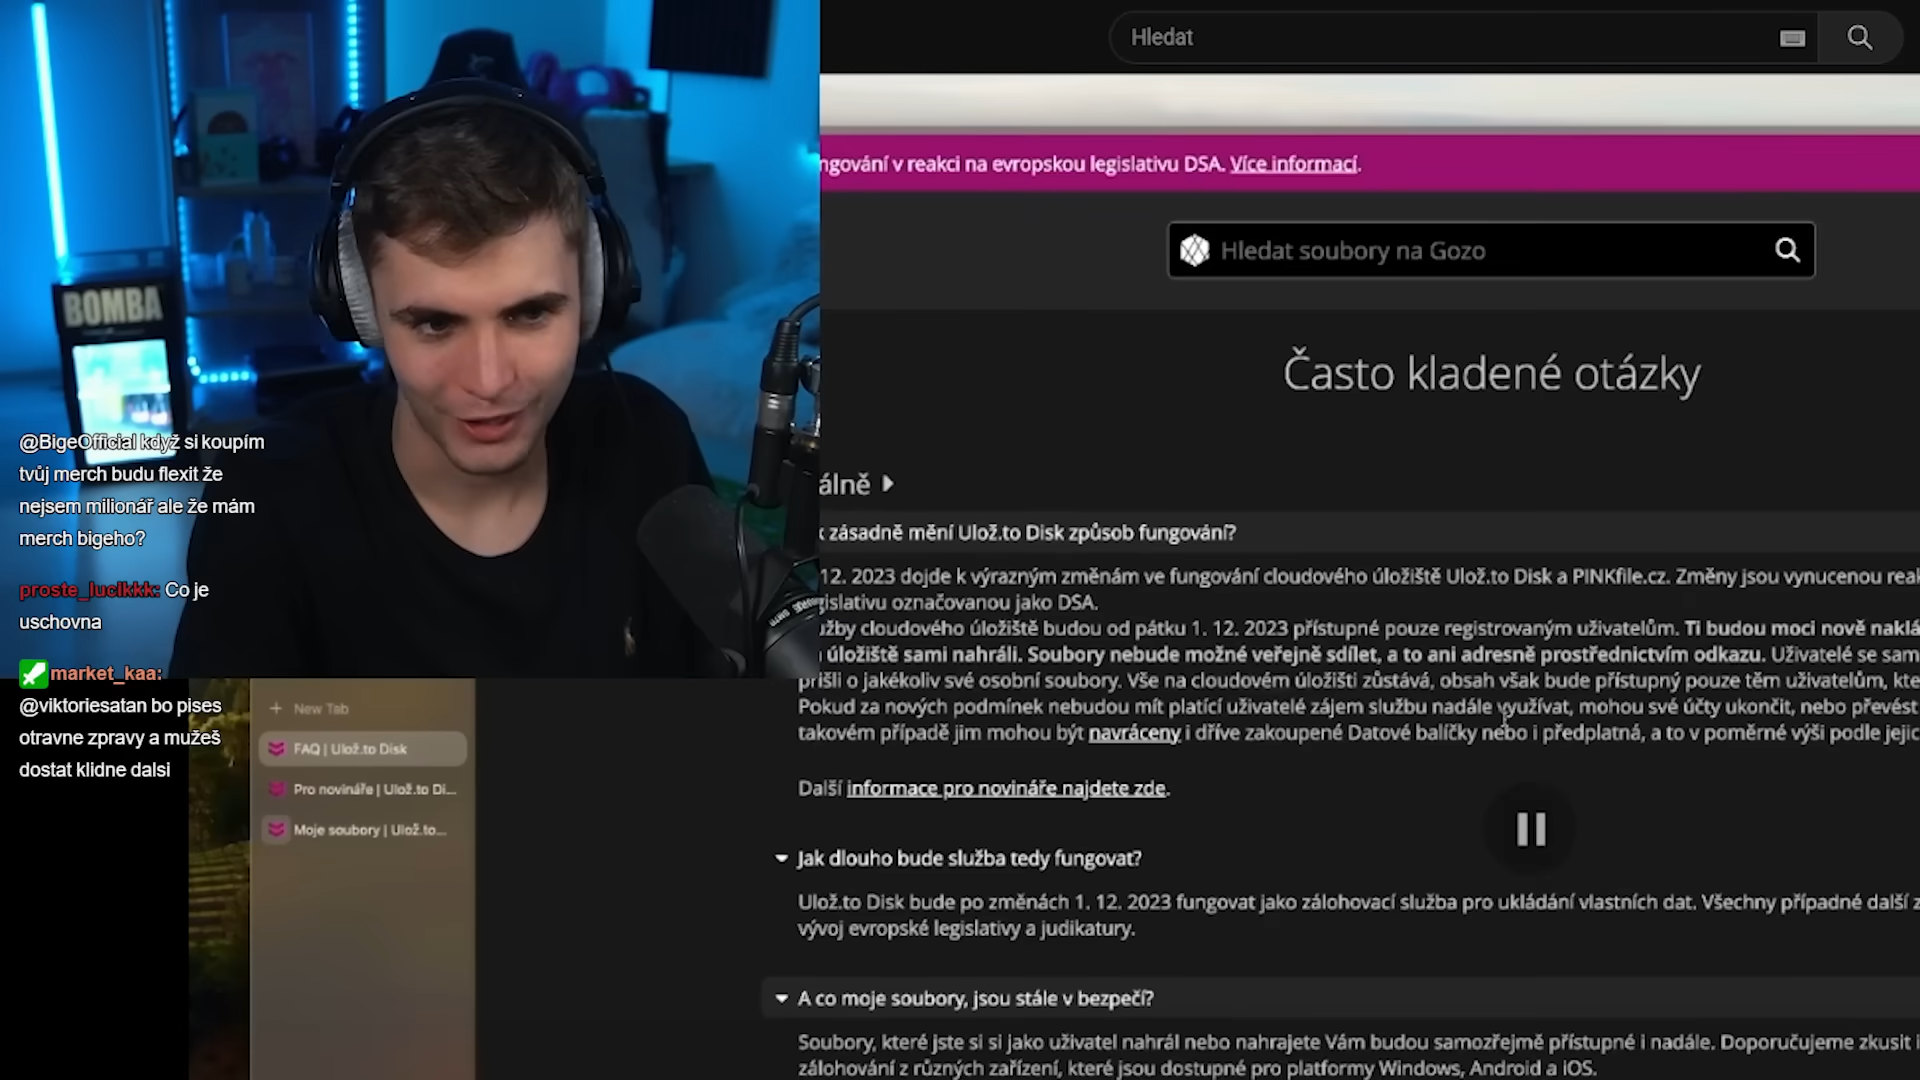 Hledat
ngování v reakci na evropskou legislativu DSA. Více informací.
Hledat soubory na Gozo
Často kladené otázky
álně
k zásadně mění Ulož.to Disk způsob fungování?
12. 2023 dojde k výrazným změnám ve fungování cloudového úložiště Ulož.to Disk a PINKfile.cz. Změny jsou vynucenou reak
gislativu označovanou jako DSA.
užby cloudového úložiště budou od pátku 1. 12. 2023 přístupné pouze registrovaným uživatelům. Ti budou moci nově naklá
úložiště sami nahráli. Soubory nebude možné veřejně sdílet, a to ani adresně prostřednictvím odkazu. Uživatelé se sam
přišli o jakékoliv své osobní soubory. Vše na cloudovém úložišti zůstává, obsah však bude přístupný pouze těm uživatelům, kte
Pokud za nových podmínek nebudou mít platící uživatelé zájem službu nadále využívat, mohou své účty ukončit, nebo převést
takovém případě jim mohou být navráceny i dříve zakoupené Datové balíčky nebo i předplatná, a to v poměrné výši podle jejic
Další informace pro novináře najdete zde.
Jak dlouho bude služba tedy fungovat?
Ulož.to Disk bude po změnách 1. 12. 2023 fungovat jako zálohovací služba pro ukládání vlastních dat. Všechny případné další z
vývoj evropské legislativy a judikatury.
A co moje soubory, jsou stále v bezpečí?
Soubory, které jste si si jako uživatel nahrál nebo nahrajete Vám budou samozřejmě přístupné i nadále. Doporučujeme zkusit i
zálohování z různých zařízení, které jsou dostupné pro platformy Windows, Android a iOS.
BOMBA
@BigeOfficial když si koupím
tvůj merch budu flexit že
nejsem milionář ale že mám
merch bigeho?
proste_lucikkk: Co je
uschovna
market_kaa:
@viktoriesatan bo pises
otravne zpravy a mužeš
dostat klidne dalsi
New Tab
FAQ | Ulož.to Disk
Pro novináře | Ulož.to Di...
Moje soubory | Ulož.to...